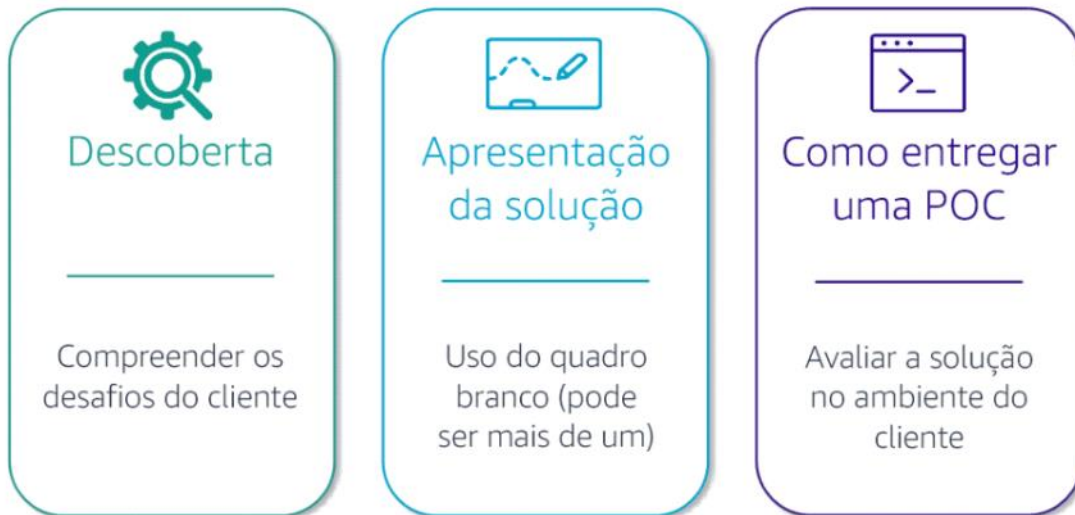 Descoberta
Compreender os
desafios do cliente
Apresentação
da solução
Uso do quadro
branco (pode
ser mais de um)
Como entregar
uma POC
Avaliar a solução
no ambiente do
cliente